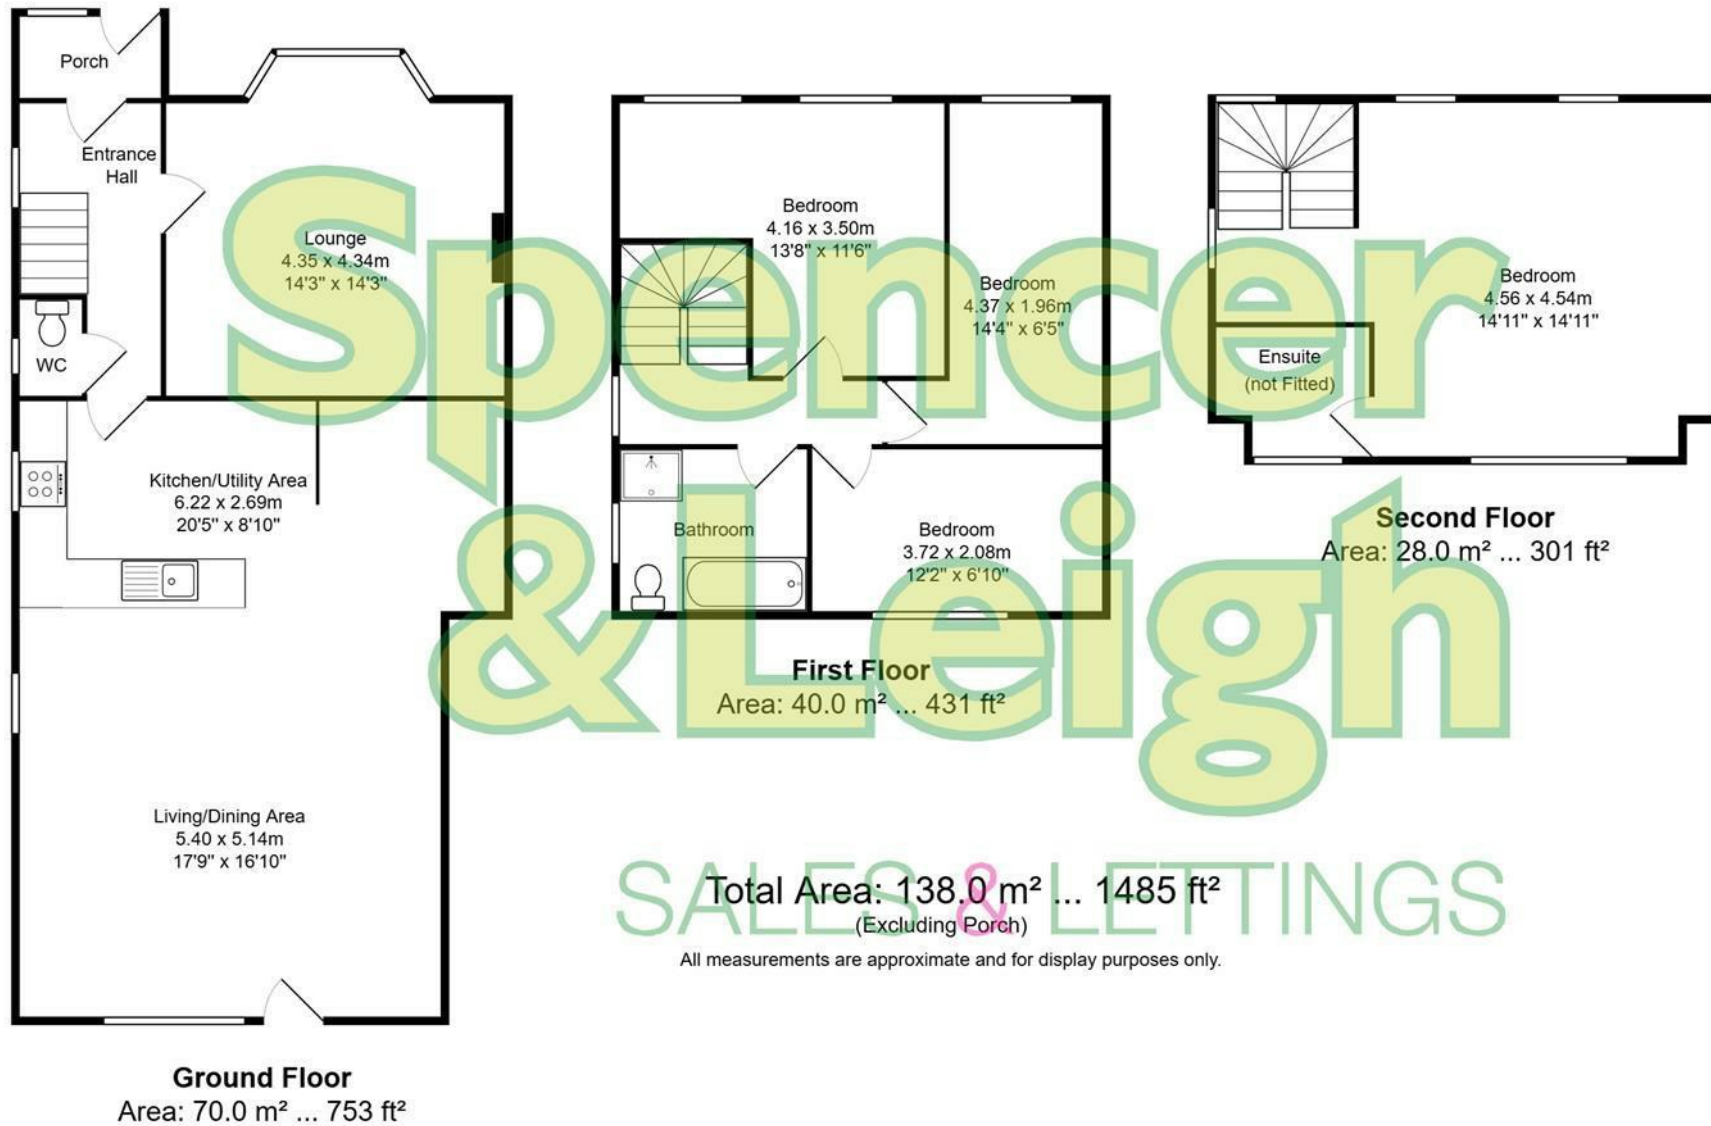 Porch
Entrance
Hall
Lounge
4.35 x 4.34m
14'3" x 14'3"
WC
Kitchen/Utility Area
6.22 x 2.69m
20'5" x 8'10"
Living/Dining Area
5.40 x 5.14m
17'9" x 16'10"
Ground Floor
Area: 70.0 m² ... 753 ft²
Bedroom
4.16 x 3.50m
13'8" x 11'6"
Bedroom
4.37 x 1.96m
14'4" x 6'5"
Bathroom
Bedroom
3.72 x 2.08m
12'2" x 6'10"
First Floor
Area: 40.0 m² ... 431 ft²
Bedroom
4.56 x 4.54m
14'11" x 14'11"
Ensuite
(not Fitted)
Second Floor
Area: 28.0 m² ... 301 ft²
Spencer
&Leigh
SALES & LETTINGS
Total Area: 138.0 m² ... 1485 ft²
(Excluding Porch)
All measurements are approximate and for display purposes only.